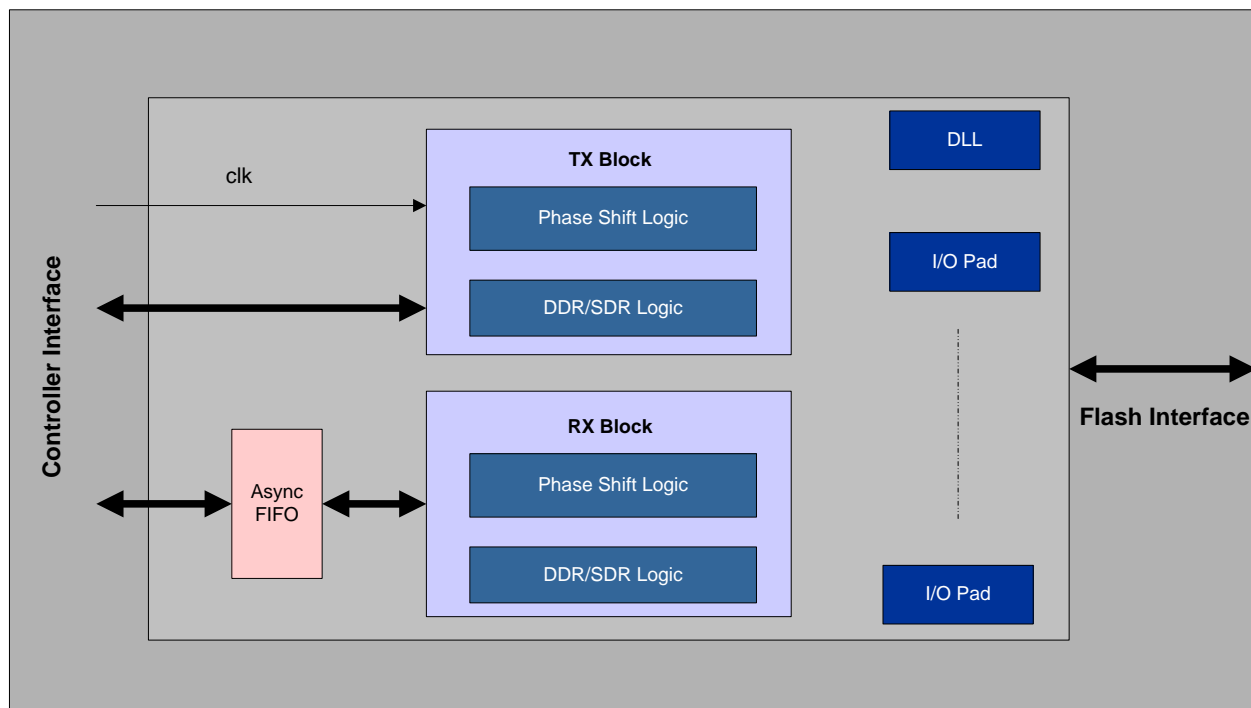 Controller Interface
clk
TX Block
Phase Shift Logic
DDR/SDR Logic
Async
FIFO
RX Block
Phase Shift Logic
DDR/SDR Logic
DLL
I/O Pad
I/O Pad
Flash Interface